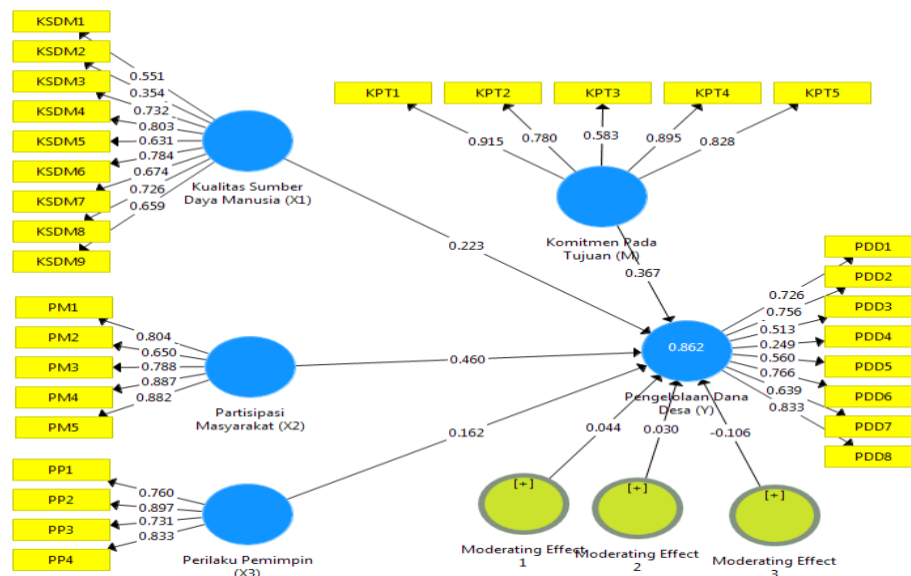 KSDM1
KSDM2
KSDM3
KSDM4
KSDM5
KSDM6
KSDM7
KSDM8
KSDM9
0.551
0.354
0.732
0.803
0.631
0.784
0.674
0.726
0.659
Kualitas Sumber
Daya Manusia (X1)
KPT1
KPT2
KPT3
KPT4
KPT5
0.915
0.780
0.583
0.895
0.828
Komitmen Pada
Tujuan (M)
0.223
0.367
PM1
PM2
PM3
PM4
PM5
0.804
0.650
0.788
0.887
0.882
Partisipasi
Masyarakat (X2)
0.460
0.862
Pengelolaan Dana
Desa (Y)
PDD1
PDD2
PDD3
PDD4
PDD5
PDD6
PDD7
PDD8
0.726
0.756
0.513
0.249
0.560
0.766
0.639
0.833
PP1
PP2
PP3
PP4
0.760
0.897
0.731
0.833
Perilaku Pemimpin
(X3)
0.162
0.044
0.030
-0.106
[+]
[+]
[+]
Moderating Effect
1
Moderating Effect
2
Moderating Effect
3